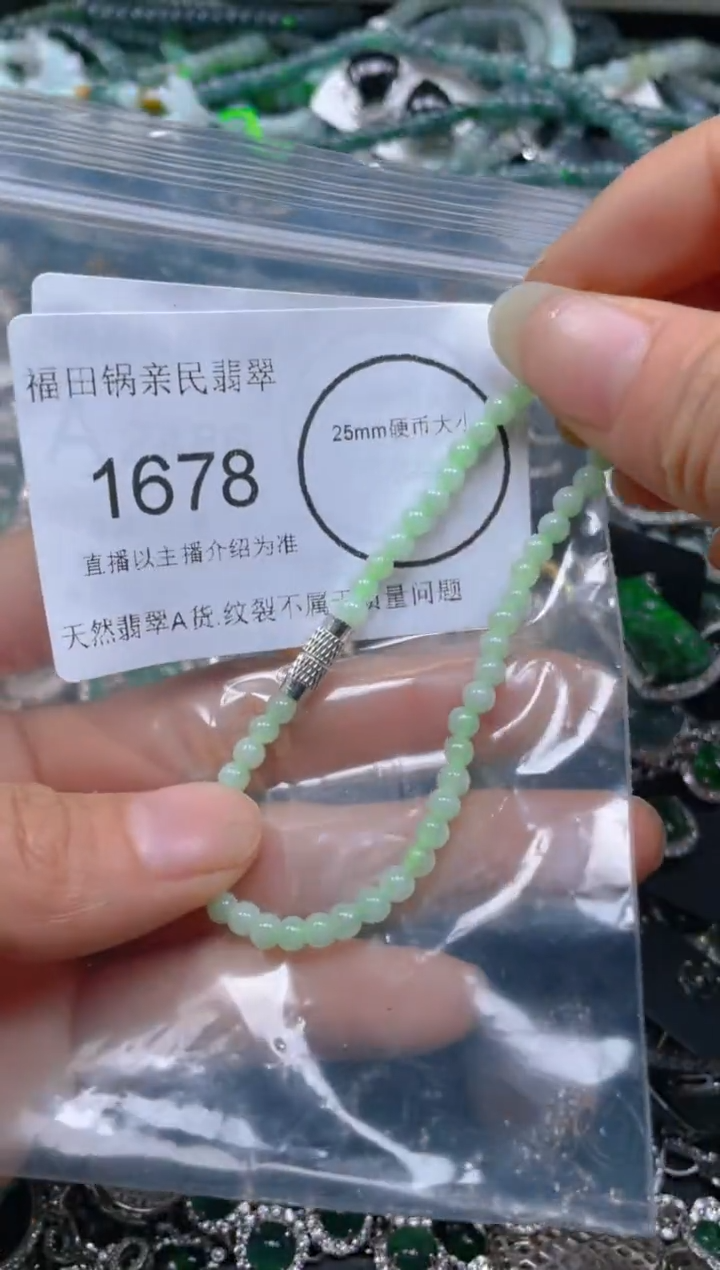 福田锅亲民翡翠
25mm硬币大小
1678
直播以主播介绍为准
天然翡翠A货.纹裂不属于质量问题